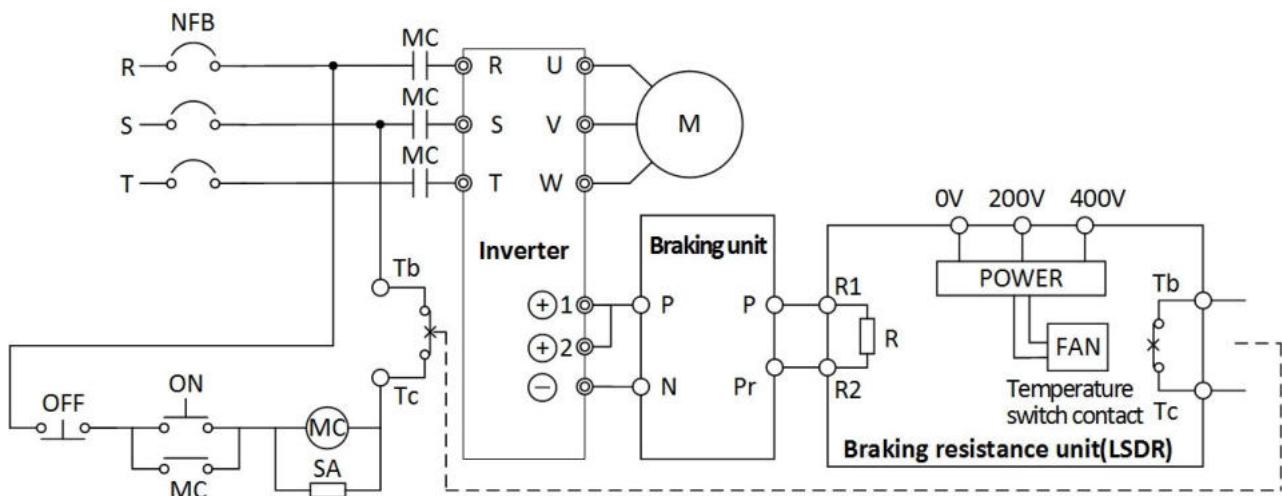 NFB
MC
R
R
U
MC
S
S
V
M
MC
T
T
W
0V 200V 400V
Inverter
Braking unit
POWER
Tb
Tb
+ 1
P
P
R1
R
FAN
+ 2
−
N
Pr
R2
Temperature
switch contact
Tc
Tc
OFF
ON
MC
SA
MC
Braking resistance unit(LSDR)